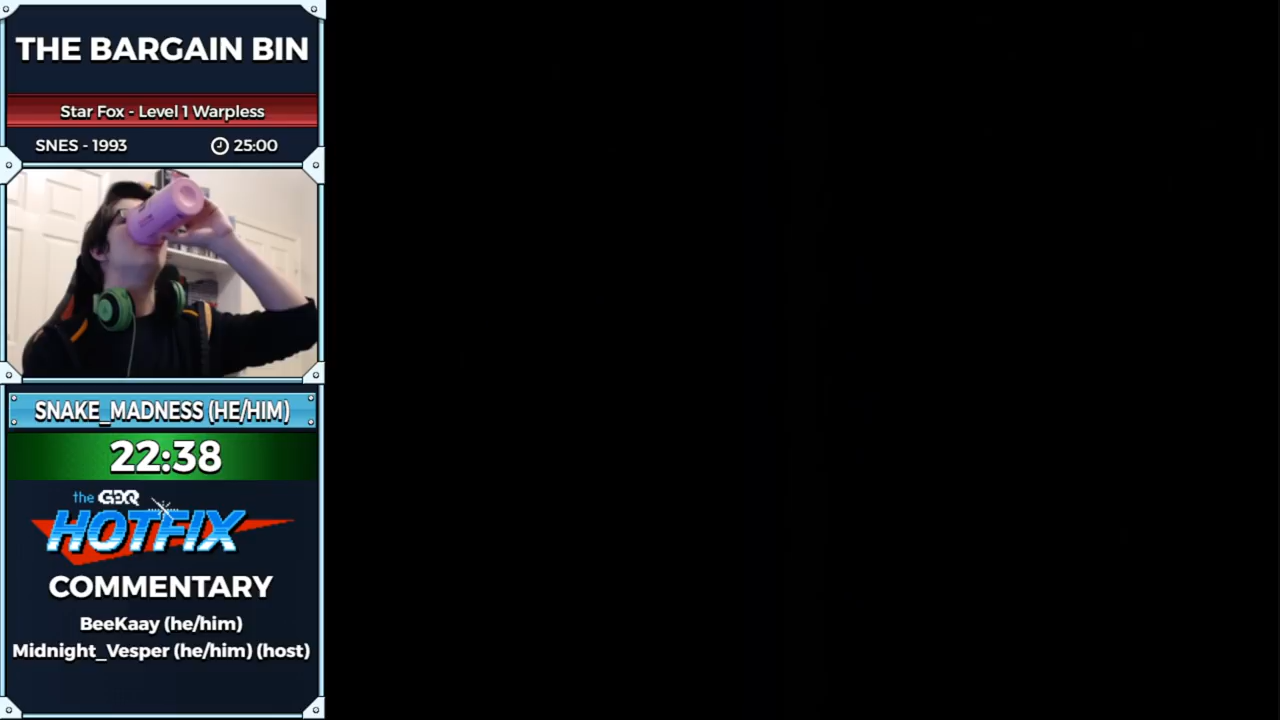 THE BARGAIN BIN
Star Fox - Level 1 Warpless
SNES - 1993
25:00
SNAKE_MADNESS (HE/HIM)
22:38
the GDQ
HOTFIX
COMMENTARY
BeeKaay (he/him)
Midnight_Vesper (he/him) (host)